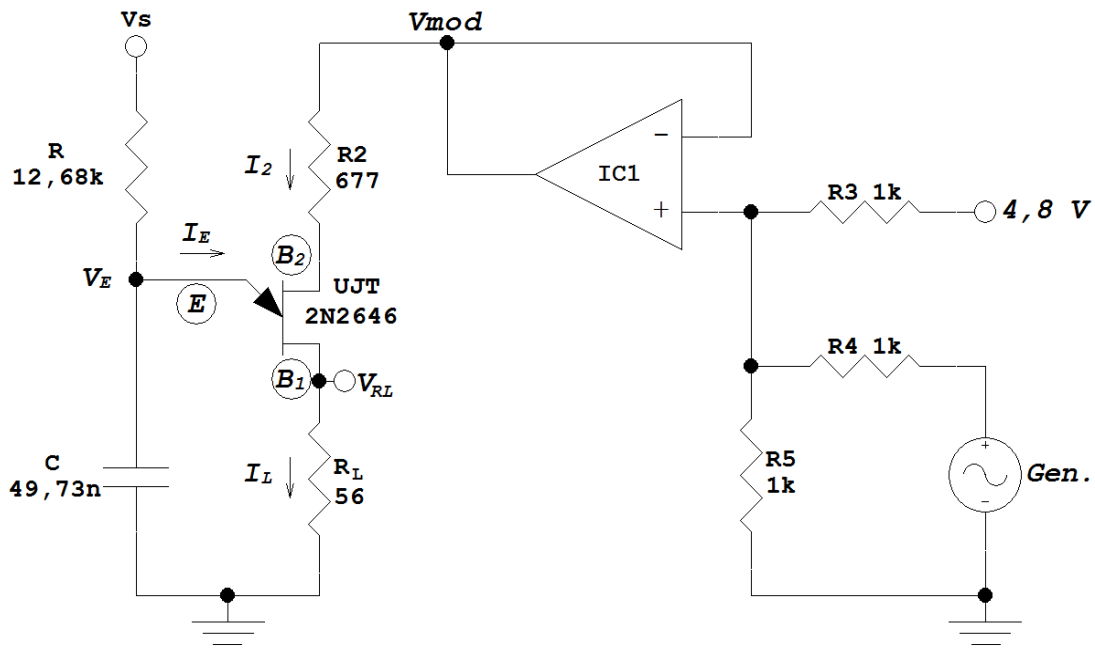 Vs
Vmod
R
12,68k
I2
R2
677
−
IC1
+
R3 1k
4,8 V
IE
B2
VE
E
UJT
2N2646
R4 1k
B1
VRL
C
49,73n
IL
RL
56
R5
1k
+
−
Gen.